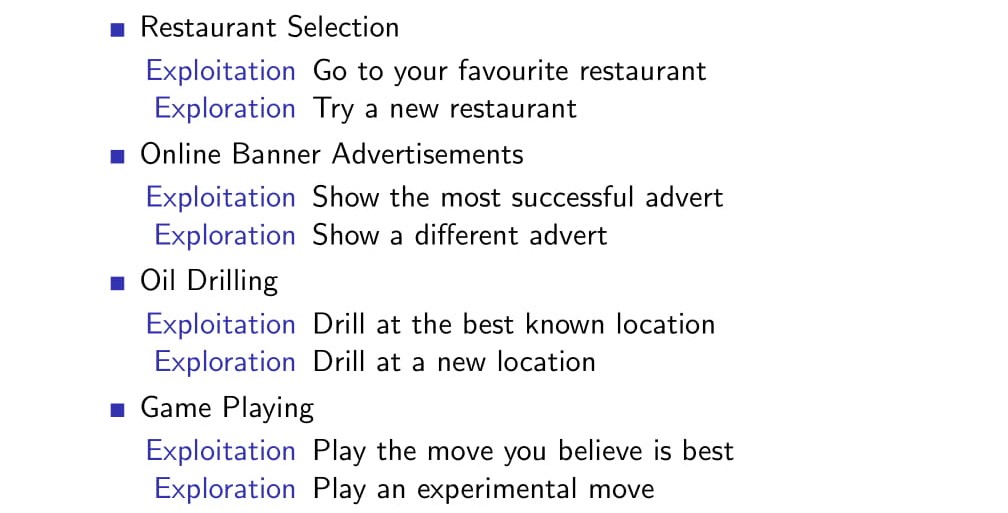 Restaurant Selection
Exploitation Go to your favourite restaurant
Exploration Try a new restaurant
Online Banner Advertisements
Exploitation Show the most successful advert
Exploration Show a different advert
Oil Drilling
Exploitation Drill at the best known location
Exploration Drill at a new location
Game Playing
Exploitation Play the move you believe is best
Exploration Play an experimental move